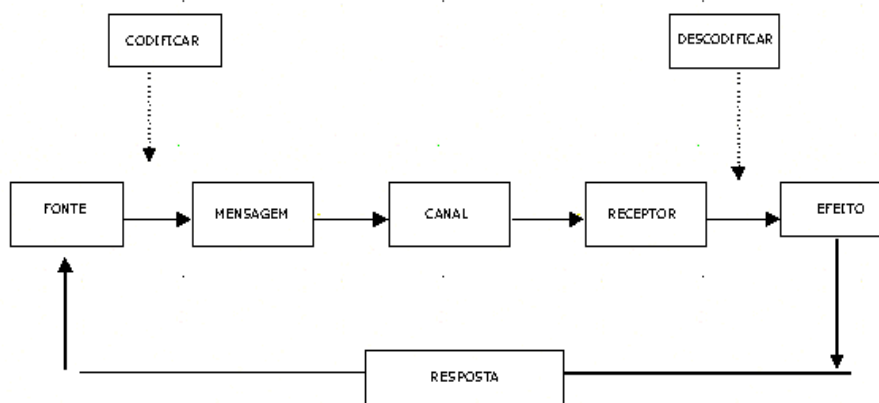 CODIFICAR
DESCODIFICAR
FONTE
MENSAGEM
CANAL
RECEPTOR
EFEITO
RESPOSTA